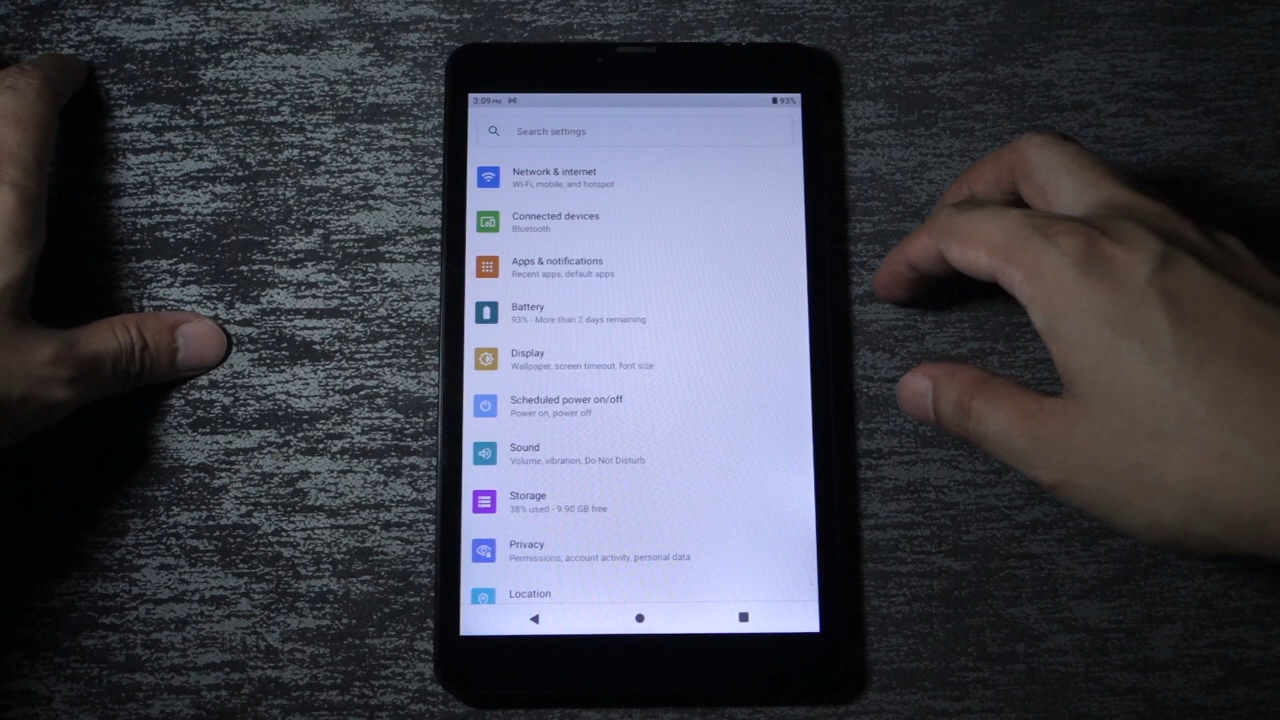 3:09 PM
93%
Search settings
Network & internet
Wi-Fi, mobile, and hotspot
Connected devices
Bluetooth
Apps & notifications
Recent apps, default apps
Battery
93% - More than 2 days remaining
Display
Wallpaper, screen timeout, font size
Scheduled power on/off
Power on, power off
Sound
Volume, vibration, Do Not Disturb
Storage
38% used - 9.90 GB free
Privacy
Permissions, account activity, personal data
Location